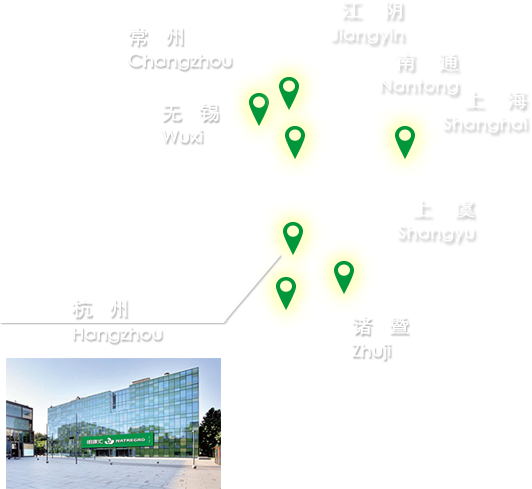 江 阴
Jiangyin
常 州
Changzhou
南 通
Nantong
上 海
Shanghai
无 锡
Wuxi
上 虞
Shangyu
杭 州
Hangzhou
诸 暨
Zhuji
NATREGRO